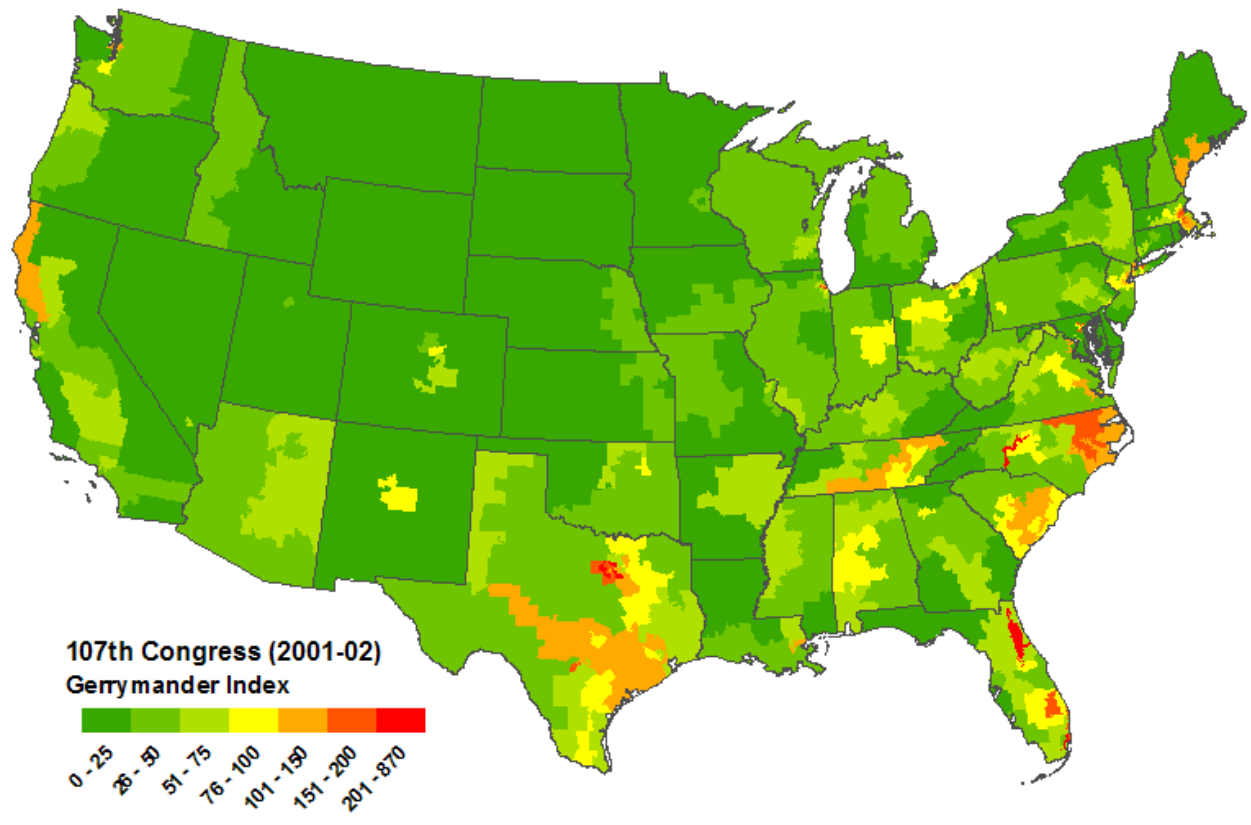 107th Congress (2001-02)
Gerrymander Index
0 - 25
26 - 50
51 - 75
76 - 100
101 - 150
151 - 200
201 - 870